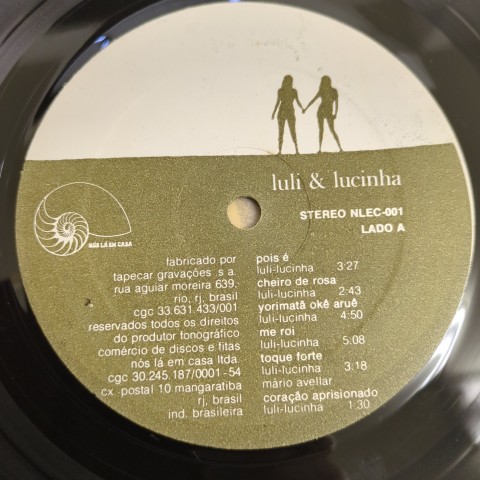 luli & lucinha
STEREO NLEC-001
LADO A
NÓS LÁ EM CASA
fabricado por
tapecar gravações s a.
rua aguiar moreira 639,
rio, rj, brasil
cgc 33.631.433/001
reservados todos os direitos
do produtor fonográfico
comércio de discos e fitas
nós lá em casa ltda.
cgc 30.245.187/0001-54
cx. postal 10 mangaratiba
rj, brasil
ind. brasileira
pois é
luli-lucinha 3:27
cheiro de rosa
luli-lucinha 2:43
yorimatã okê aruê
luli-lucinha 4:50
me roi
luli-lucinha 5:08
toque forte
luli-lucinha 3:18
mário avellar
coração aprisionado
luli-lucinha 1:30